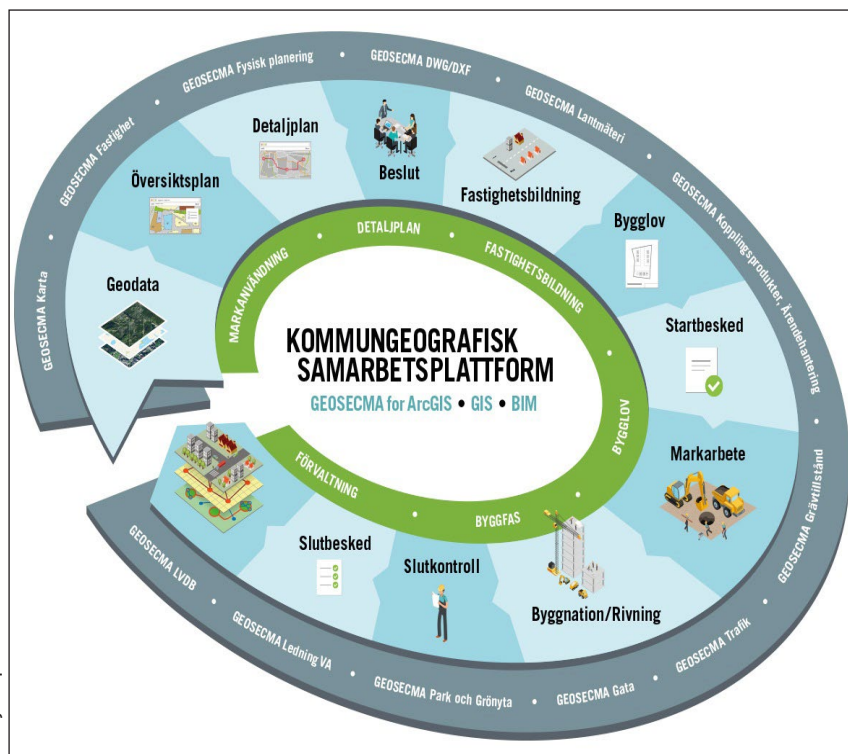 KOMMUNGEOGRAFISK
SAMARBETSPLATTFORM
GEOSECMA for ArcGIS • GIS • BIM
MARKANVÄNDNING • DETALJPLAN • FASTIGHETSBILDNING • BYGGLOV • BYGGFAS • FÖRVALTNING
Geodata
Översiktsplan
Detaljplan
Beslut
Fastighetsbildning
Bygglov
Startbesked
Markarbete
Byggnation/Rivning
Slutkontroll
Slutbesked
GEOSECMA Karta • GEOSECMA Fastighet • GEOSECMA Fysisk planering • GEOSECMA DWG/DXF • GEOSECMA Lantmäteri • GEOSECMA Kopplingsprodukter, Ärendehantering • GEOSECMA Grävtillstånd • GEOSECMA Trafik • GEOSECMA Gata • GEOSECMA Park och Grönyta • GEOSECMA Ledning VA • GEOSECMA LVDB